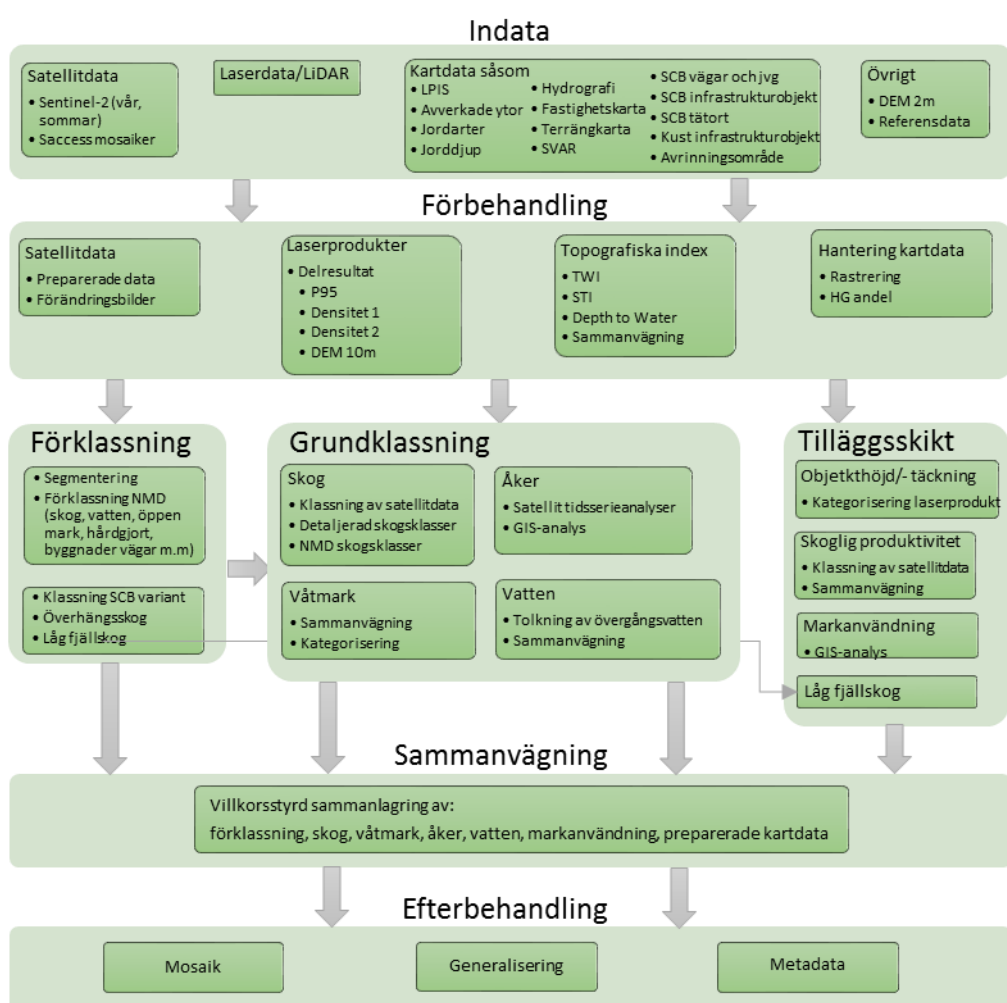 Indata
Satellitdata
• Sentinel-2 (vår,
sommar)
• Saccess mosaiker
Laserdata/LiDAR
Kartdata såsom
• LPIS
• Avverkade ytor
• Jordarter
• Jorddjup
• Hydrografi
• Fastighetskarta
• Terrängkarta
• SVAR
• SCB vägar och jvg
• SCB infrastrukturobjekt
• SCB tätort
• Kust infrastrukturobjekt
• Avrinningsområde
Övrigt
• DEM 2m
• Referensdata
Förbehandling
Satellitdata
• Preparerade data
• Förändringsbilder
Laserprodukter
• Delresultat
• P95
• Densitet 1
• Densitet 2
• DEM 10m
Topografiska index
• TWI
• STI
• Depth to Water
• Sammanvägning
Hantering kartdata
• Rastrering
• HG andel
Förklassning
• Segmentering
• Förklassning NMD
(skog, vatten, öppen
mark, hårdgjort,
byggnader vägar m.m)
• Klassning SCB variant
• Överhängsskog
• Låg fjällskog
Grundklassning
Skog
• Klassning av satellitdata
• Detaljerad skogsklasser
• NMD skogsklasser
Åker
• Satellit tidsserieanalyser
• GIS-analys
Våtmark
• Sammanvägning
• Kategorisering
Vatten
• Tolkning av övergångsvatten
• Sammanvägning
Tilläggsskikt
Objetkthöjd/- täckning
• Kategorisering laserprodukt
Skoglig produktivitet
• Klassning av satellitdata
• Sammanvägning
Markanvändning
• GIS-analys
Låg fjällskog
Sammanvägning
Villkorsstyrd sammanlagring av:
förklassning, skog, våtmark, åker, vatten, markanvändning, preparerade kartdata
Efterbehandling
Mosaik
Generalisering
Metadata